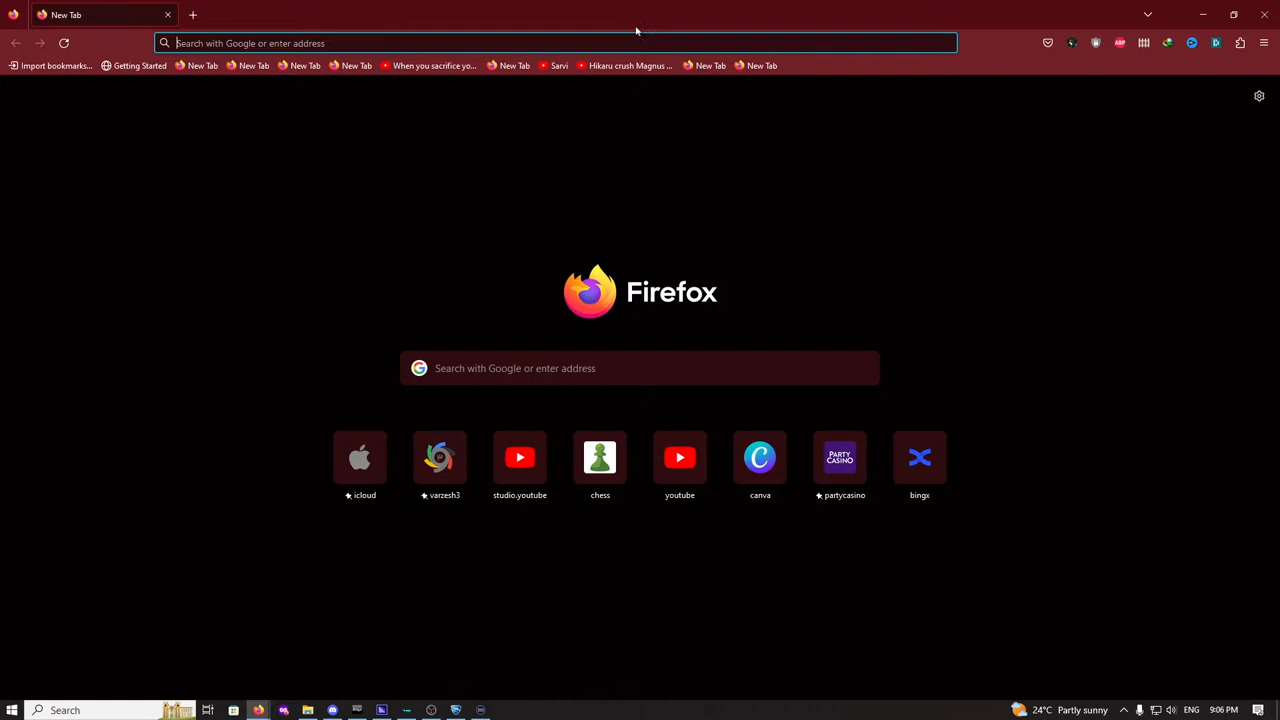 New Tab
Search with Google or enter address
Import bookmarks...
Getting Started
New Tab
New Tab
New Tab
New Tab
When you sacrifice yo...
New Tab
Sarvi
Hikaru crush Magnus ...
New Tab
New Tab
ABP
Firefox
Search with Google or enter address
PARTY
CASINO
icloud
varzesh3
studio.youtube
chess
youtube
canva
partycasino
bingx
Search
24°C Partly sunny
ENG
9:06 PM